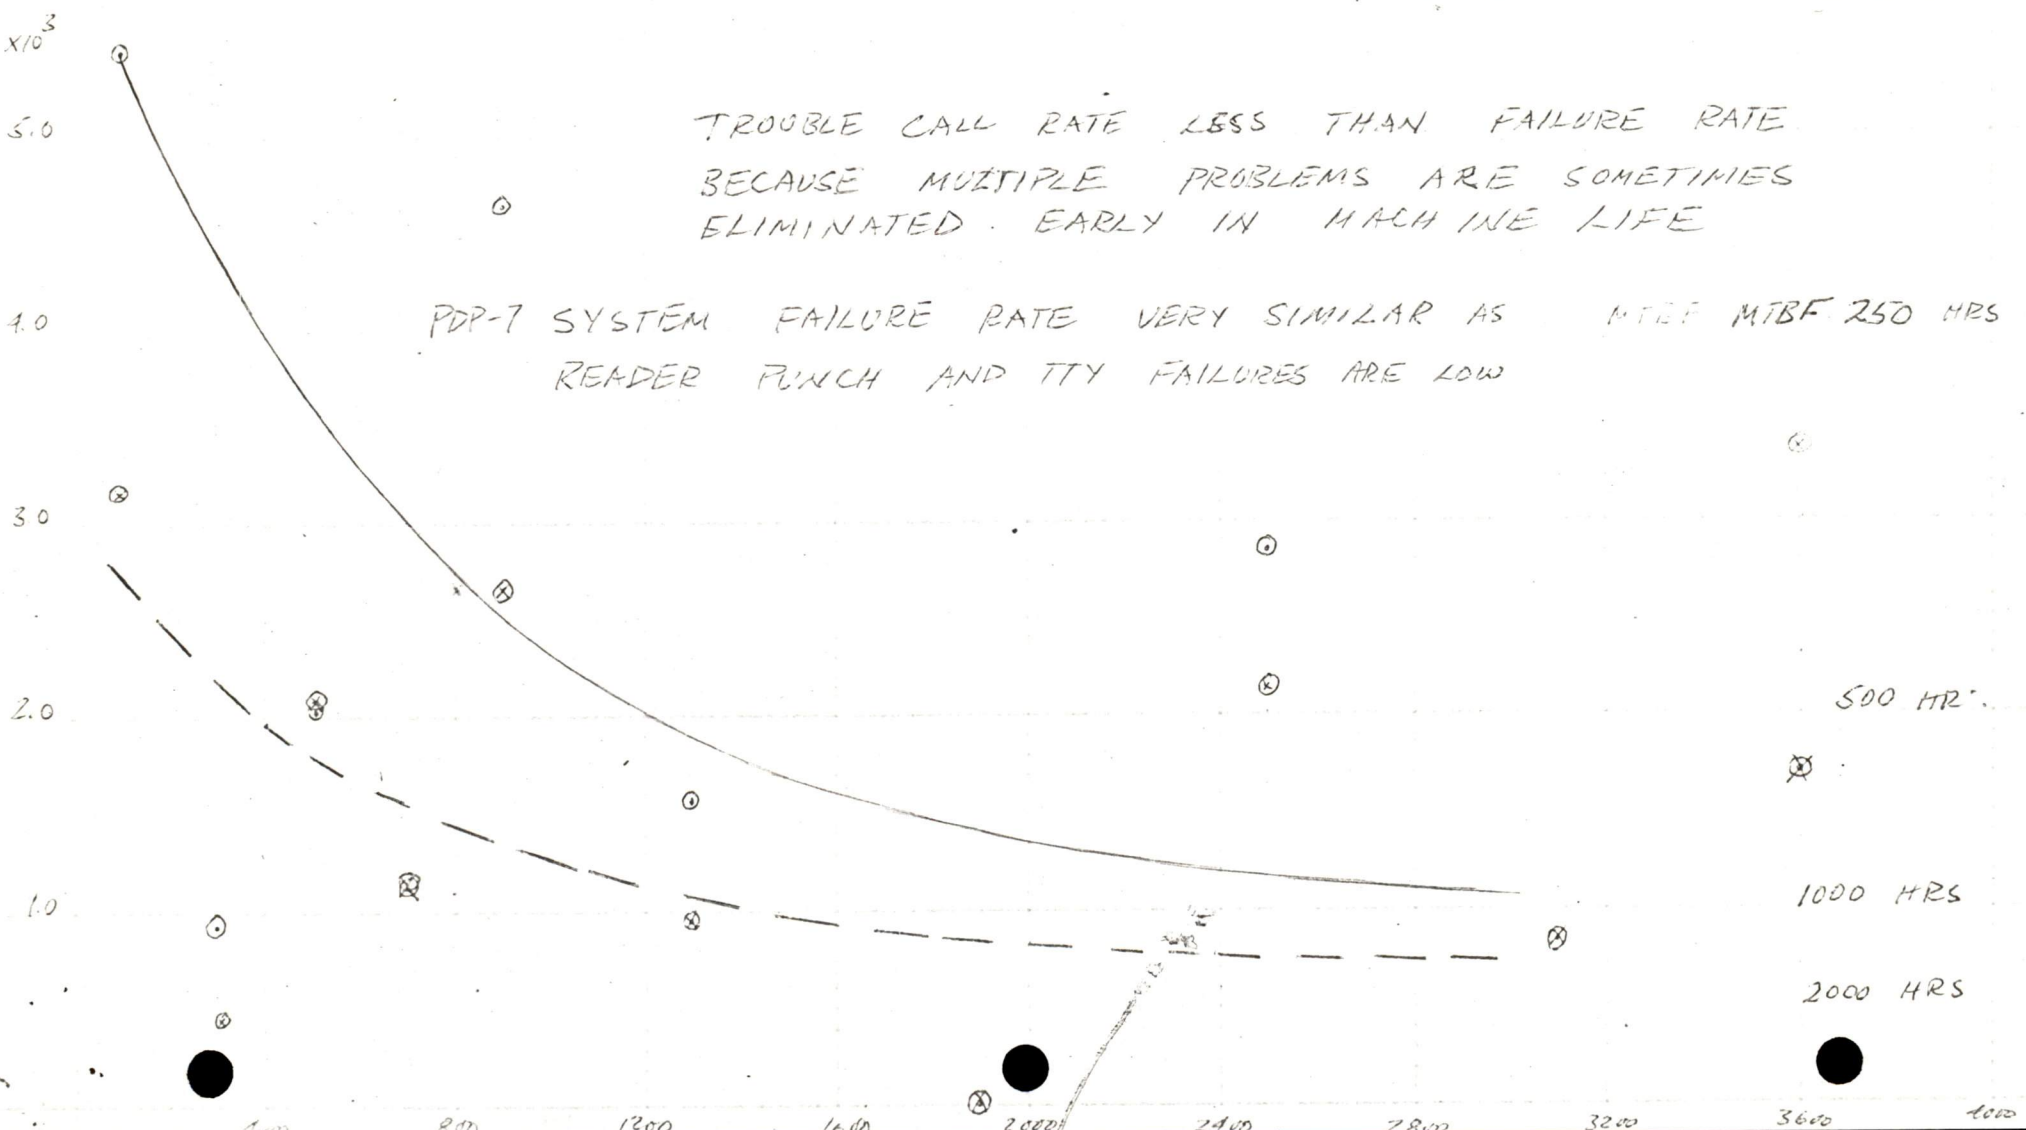 X10³
5.0
4.0
3.0
2.0
1.0
TROUBLE CALL RATE LESS THAN FAILURE RATE
BECAUSE MULTIPLE PROBLEMS ARE SOMETIMES
ELIMINATED. EARLY IN MACHINE LIFE
PDP-7 SYSTEM FAILURE RATE VERY SIMILAR AS MTBF MTBF 250 HRS
READER PUNCH AND TTY FAILURES ARE LOW
500 HR.
1000 HRS
2000 HRS
400 800 1200 1600 2000 2400 2800 3200 3600 4000